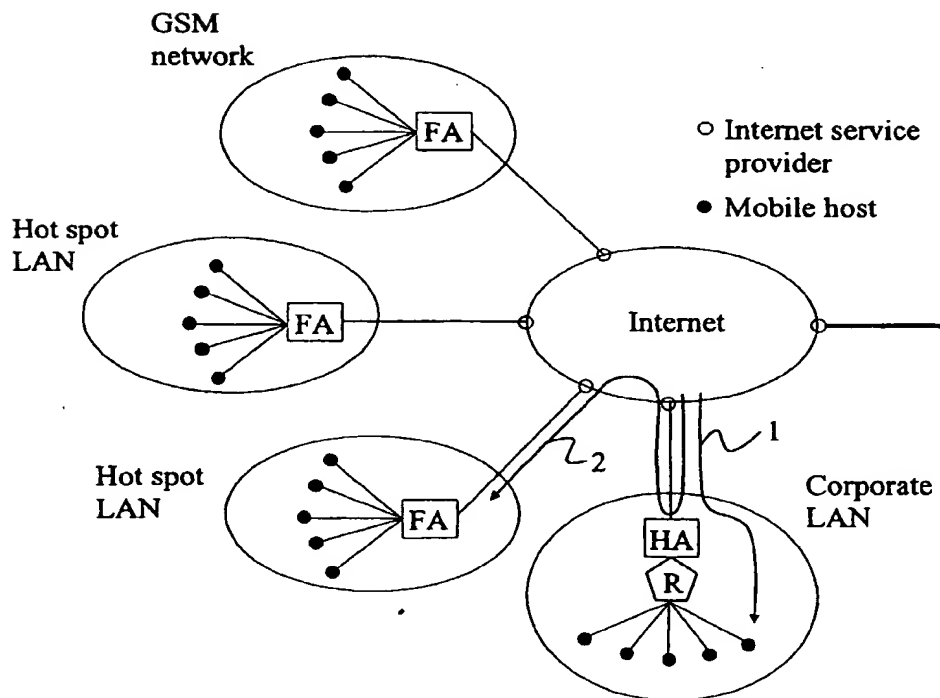 GSM
network
FA
Internet service
provider
Mobile host
Hot spot
LAN
FA
Internet
1
2
Hot spot
LAN
FA
Corporate
LAN
HA
R